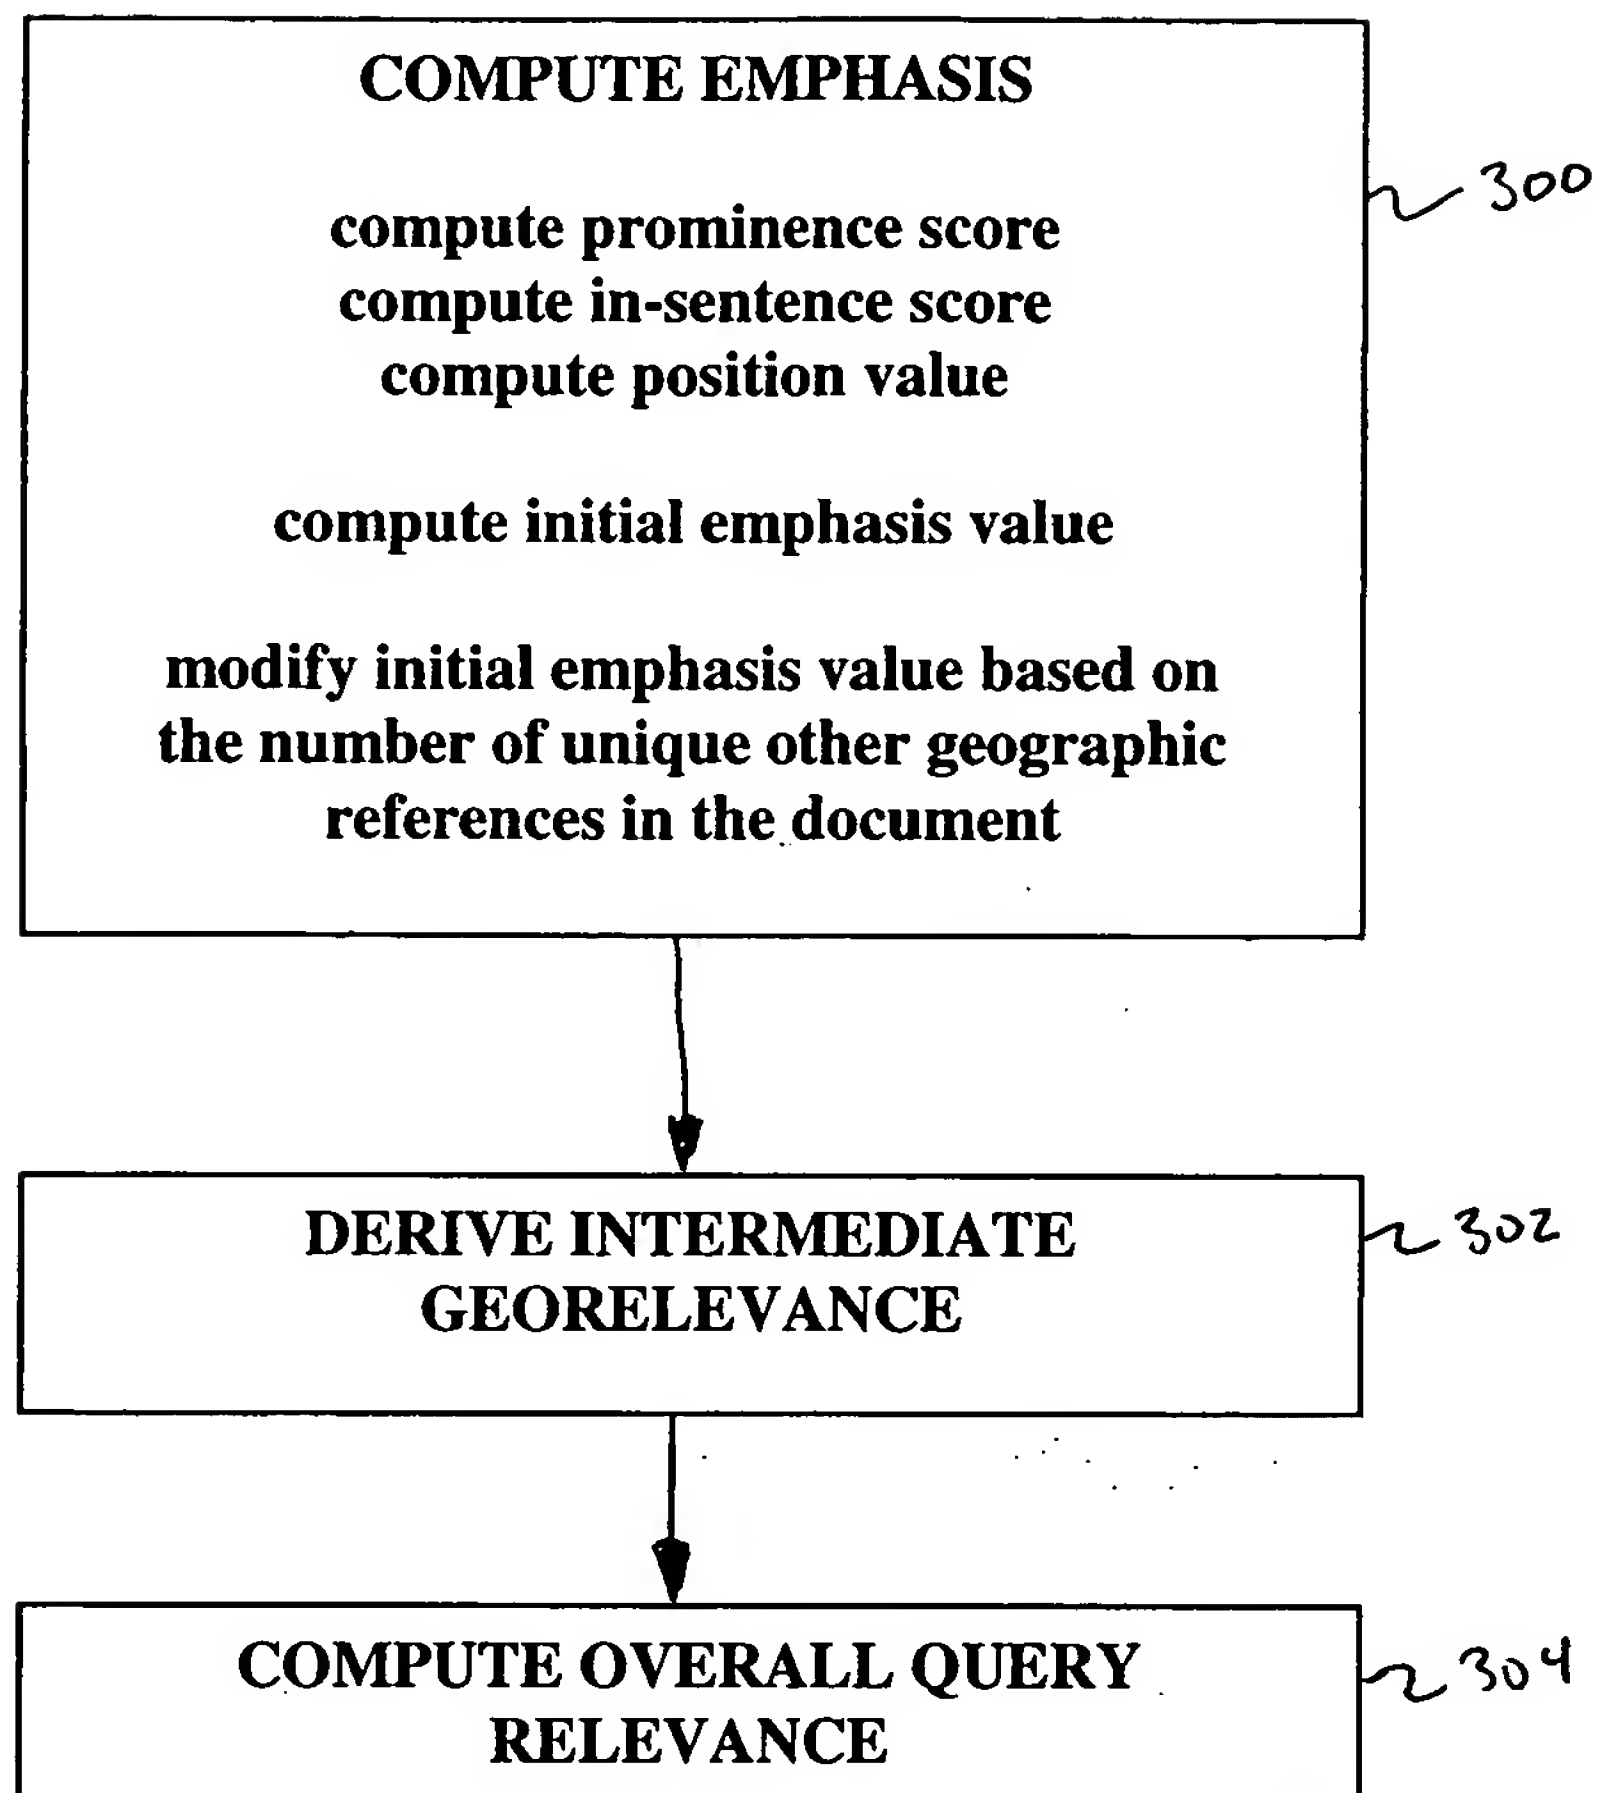 COMPUTE EMPHASIS
300
compute prominence score
compute in-sentence score
compute position value
compute initial emphasis value
modify initial emphasis value based on
the number of unique other geographic
references in the document
DERIVE INTERMEDIATE
302
GEORELEVANCE
COMPUTE OVERALL QUERY
304
RELEVANCE